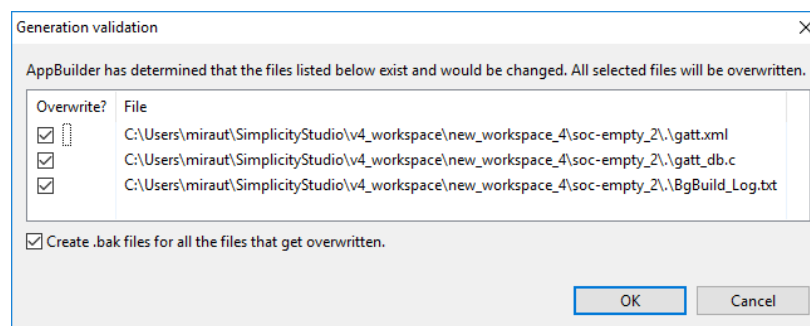 Generation validation
AppBuilder has determined that the files listed below exist and would be changed. All selected files will be overwritten.
Overwrite? File
C:\Users\miraut\SimplicityStudio\v4_workspace\new_workspace_4\soc-empty_2\.\gatt.xml
C:\Users\miraut\SimplicityStudio\v4_workspace\new_workspace_4\soc-empty_2\.\gatt_db.c
C:\Users\miraut\SimplicityStudio\v4_workspace\new_workspace_4\soc-empty_2\.\BgBuild_Log.txt
Create .bak files for all the files that get overwritten.
OK Cancel